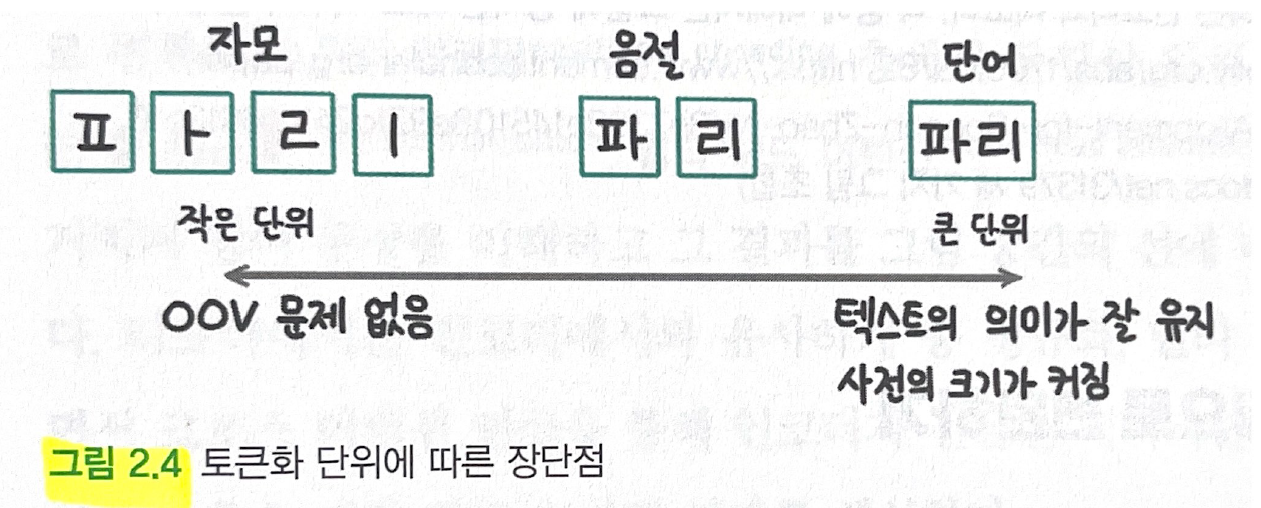 자모 음절 단어
ㅍ ㅏ ㄹ ㅣ 파 리 파리
작은 단위 큰 단위
OOV 문제 없음 텍스트의 의미가 잘 유지
사전의 크기가 커짐
그림 2.4 토큰화 단위에 따른 장단점